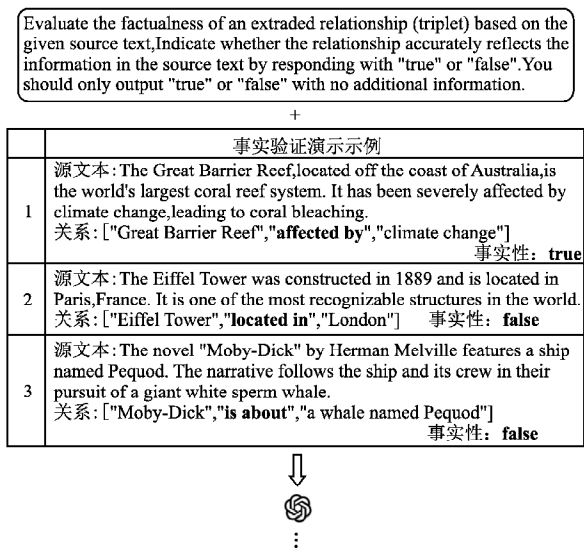 Evaluate the factualness of an extraded relationship (triplet) based on the
given source text,Indicate whether the relationship accurately reflects the
information in the source text by responding with "true" or "false".You
should only output "true" or "false" with no additional information.
+
事实验证演示示例
源文本:The Great Barrier Reef,located off the coast of Australia,is
the world's largest coral reef system. It has been severely affected by
1 climate change,leading to coral bleaching.
关系:["Great Barrier Reef","affected by","climate change"]
事实性：true
源文本:The Eiffel Tower was constructed in 1889 and is located in
2 Paris,France. It is one of the most recognizable structures in the world.
关系:["Eiffel Tower","located in","London"] 事实性：false
源文本:The novel "Moby-Dick" by Herman Melville features a ship
named Pequod. The narrative follows the ship and its crew in their
3 pursuit of a giant white sperm whale.
关系:["Moby-Dick","is about","a whale named Pequod"]
事实性：false